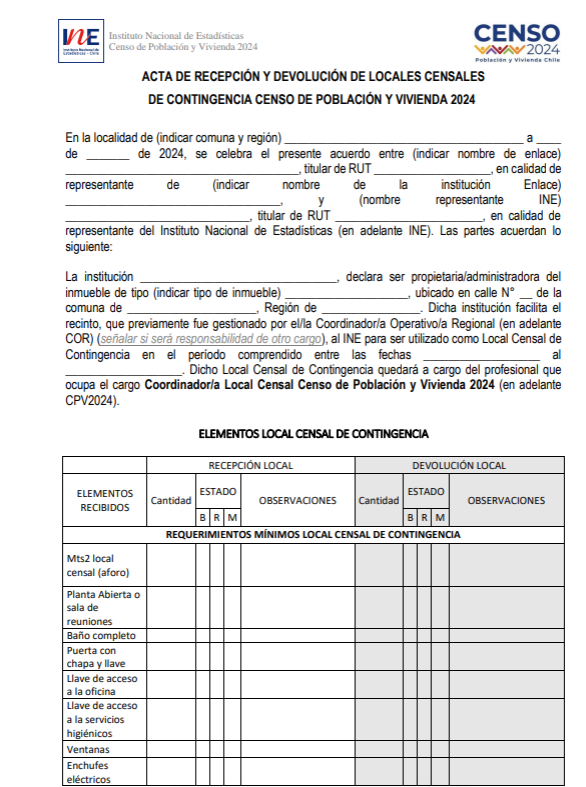 INE
Instituto Nacional de
Estadísticas - Chile
Instituto Nacional de Estadísticas
Censo de Población y Vivienda 2024
CENSO
2024
Población y Vivienda Chile
ACTA DE RECEPCIÓN Y DEVOLUCIÓN DE LOCALES CENSALES
DE CONTINGENCIA CENSO DE POBLACIÓN Y VIVIENDA 2024
En la localidad de (indicar comuna y región) ________________________________________ a ____
de _______ de 2024, se celebra el presente acuerdo entre (indicar nombre de enlace)
_______________________________________, titular de RUT ____________________, en calidad de
representante de (indicar nombre de la institución Enlace)
____________________________________, y (nombre representante INE)
_______________________________, titular de RUT _________________________, en calidad de
representante del Instituto Nacional de Estadísticas (en adelante INE). Las partes acuerdan lo
siguiente:
La institución _________________________________, declara ser propietaria/administradora del
inmueble de tipo (indicar tipo de inmueble) _____________________, ubicado en calle N° __ de la
comuna de ______________________, Región de ________________. Dicha institución facilita el
recinto, que previamente fue gestionado por el/la Coordinador/a Operativo/a Regional (en adelante
COR) (señalar si será responsabilidad de otro cargo), al INE para ser utilizado como Local Censal de
Contingencia en el período comprendido entre las fechas ____________________ al
____________________. Dicho Local Censal de Contingencia quedará a cargo del profesional que
ocupa el cargo Coordinador/a Local Censal Censo de Población y Vivienda 2024 (en adelante
CPV2024).
ELEMENTOS LOCAL CENSAL DE CONTINGENCIA
RECEPCIÓN LOCAL DEVOLUCIÓN LOCAL
ELEMENTOS
RECIBIDOS
Cantidad ESTADO OBSERVACIONES Cantidad ESTADO OBSERVACIONES
B R M B R M
REQUERIMIENTOS MÍNIMOS LOCAL CENSAL DE CONTINGENCIA
Mts2 local
censal (aforo)
Planta Abierta o
sala de
reuniones
Baño completo
Puerta con
chapa y llave
Llave de acceso
a la oficina
Llave de acceso
a la servicios
higiénicos
Ventanas
Enchufes
eléctricos